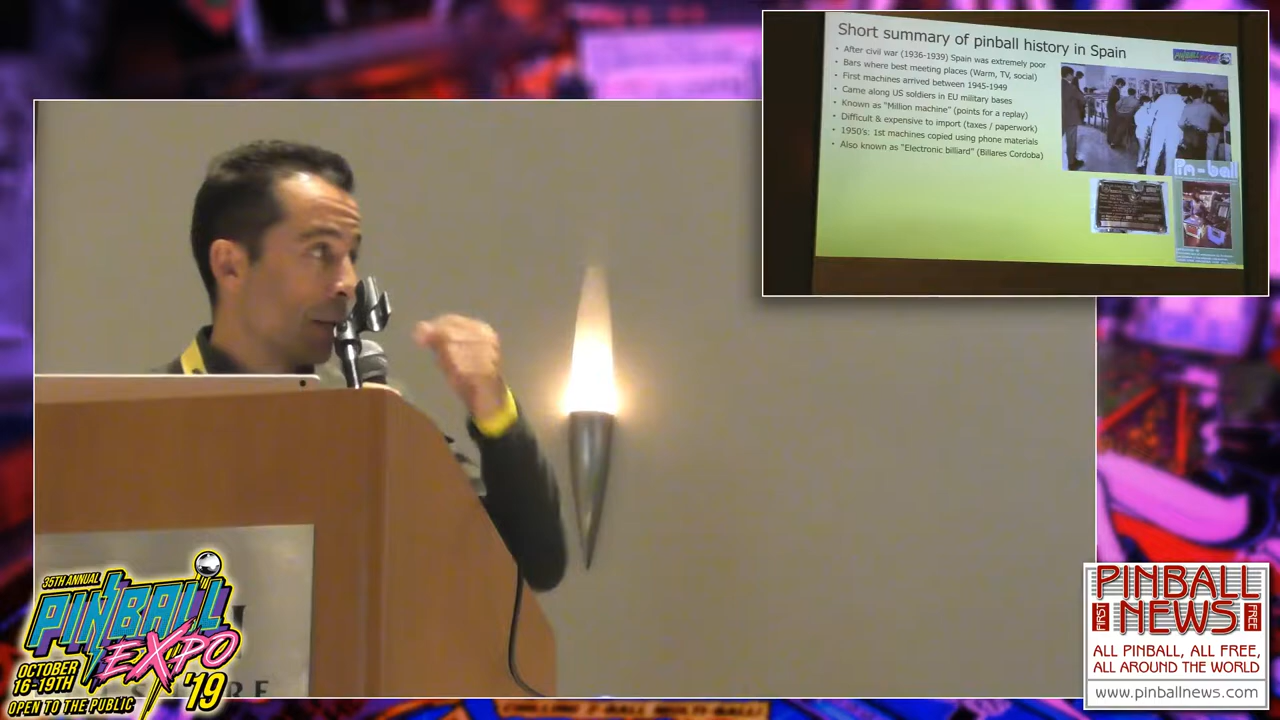 Short summary of pinball history in Spain
• After civil war (1936-1939) Spain was extremely poor
• Bars where best meeting places (Warm, TV, social)
• First machines arrived between 1945-1949
• Came along US soldiers in EU military bases
• Known as "Million machine" (points for a replay)
• Difficult & expensive to import (taxes / paperwork)
• 1950's: 1st machines copied using phone materials
• Also known as "Electronic billiard" (Billares Cordoba)
Pin-ball
35TH ANNUAL
PINBALL
EXPO
OCTOBER
16-19TH
'19
OPEN TO THE PUBLIC
PINBALL
FIRST NEWS FREE
ALL PINBALL, ALL FREE,
ALL AROUND THE WORLD
www.pinballnews.com